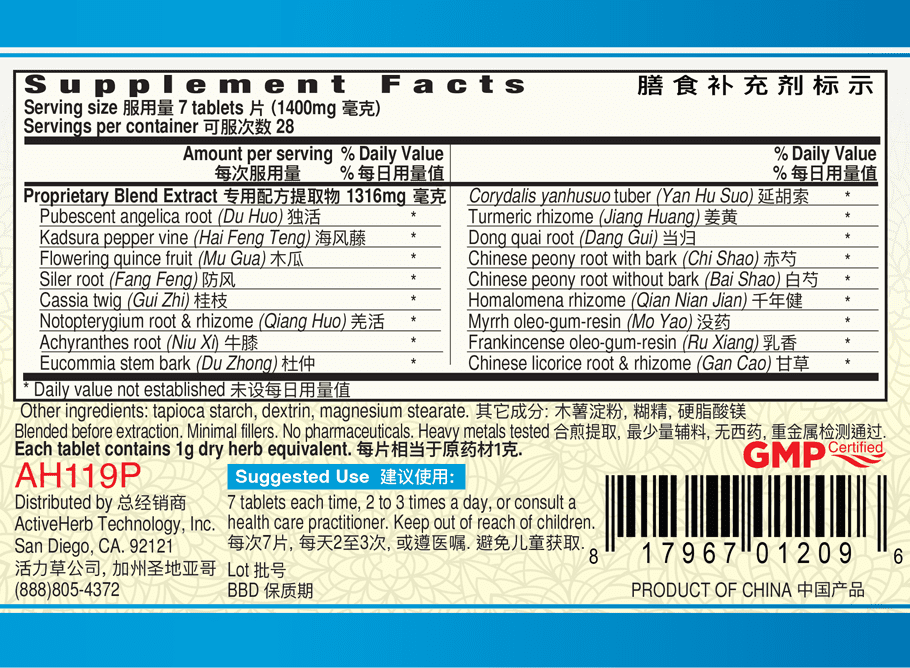 Supplement Facts 膳食补充剂标示
Serving size 服用量 7 tablets 片 (1400mg 毫克)
Servings per container 可服次数 28
Amount per serving % Daily Value
每次服用量 % 每日用量值
Proprietary Blend Extract 专用配方提取物 1316mg 毫克
Pubescent angelica root (Du Huo) 独活 *
Kadsura pepper vine (Hai Feng Teng) 海风藤 *
Flowering quince fruit (Mu Gua) 木瓜 *
Siler root (Fang Feng) 防风 *
Cassia twig (Gui Zhi) 桂枝 *
Notopterygium root & rhizome (Qiang Huo) 羌活 *
Achyranthes root (Niu Xi) 牛膝 *
Eucommia stem bark (Du Zhong) 杜仲 *
% Daily Value
% 每日用量值
Corydalis yanhusuo tuber (Yan Hu Suo) 延胡索 *
Turmeric rhizome (Jiang Huang) 姜黄 *
Dong quai root (Dang Gui) 当归 *
Chinese peony root with bark (Chi Shao) 赤芍 *
Chinese peony root without bark (Bai Shao) 白芍 *
Homalomena rhizome (Qian Nian Jian) 千年健 *
Myrrh oleo-gum-resin (Mo Yao) 没药 *
Frankincense oleo-gum-resin (Ru Xiang) 乳香 *
Chinese licorice root & rhizome (Gan Cao) 甘草 *
* Daily value not established 未设每日用量值
Other ingredients: tapioca starch, dextrin, magnesium stearate. 其它成分: 木薯淀粉, 糊精, 硬脂酸镁
Blended before extraction. Minimal fillers. No pharmaceuticals. Heavy metals tested 合煎提取, 最少量辅料, 无西药, 重金属检测通过.
Each tablet contains 1g dry herb equivalent. 每片相当于原药材1克.
GMP Certified
AH119P
Distributed by 总经销商
ActiveHerb Technology, Inc.
San Diego, CA. 92121
活力草公司, 加州圣地亚哥
(888)805-4372
Suggested Use 建议使用:
7 tablets each time, 2 to 3 times a day, or consult a
health care practitioner. Keep out of reach of children.
每次7片, 每天2至3次, 或遵医嘱. 避免儿童获取.
Lot 批号
BBD 保质期
8 17967 01209 6
PRODUCT OF CHINA 中国产品